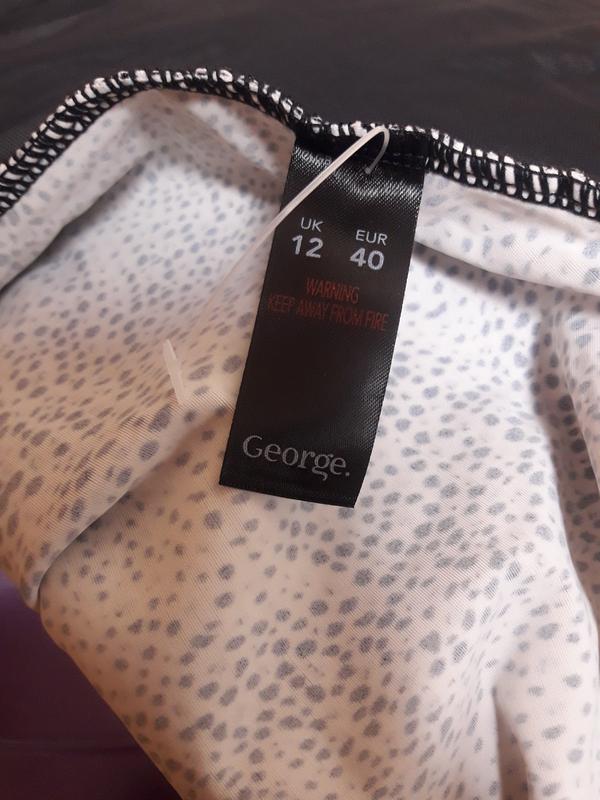 UK EUR
12 40
WARNING
KEEP AWAY FROM FIRE
George.